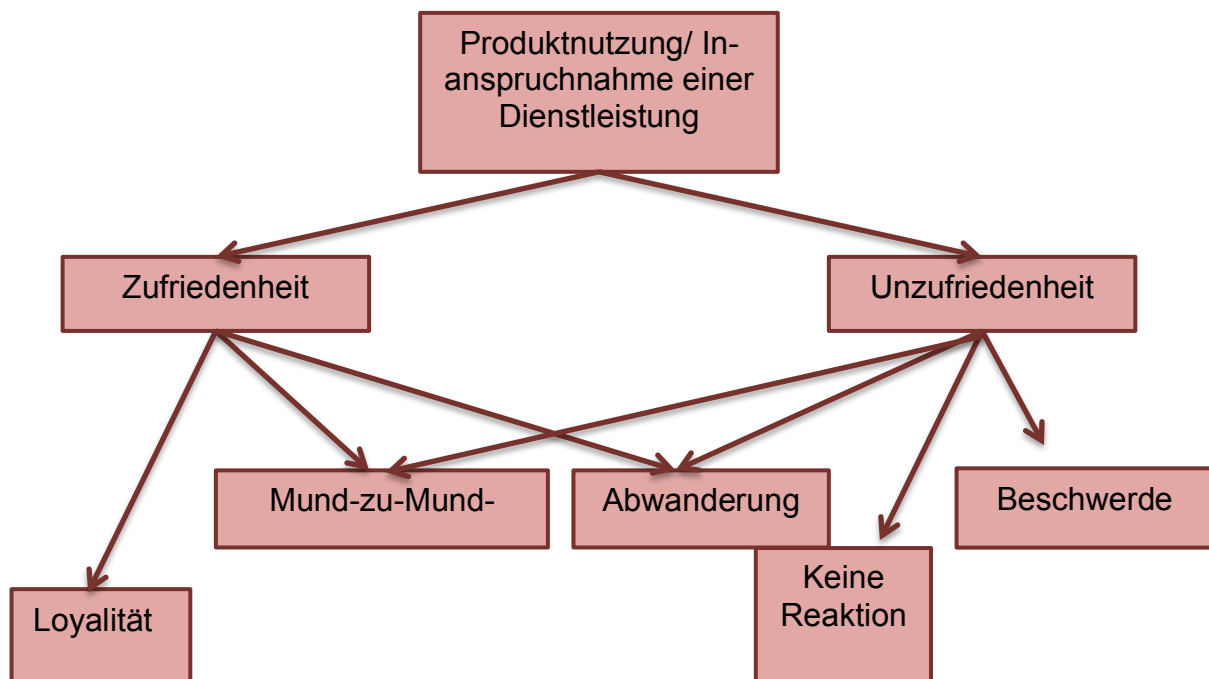 Produktnutzung/ In-
anspruchnahme einer
Dienstleistung
Zufriedenheit
Unzufriedenheit
Mund-zu-Mund-
Abwanderung
Beschwerde
Keine
Reaktion
Loyalität